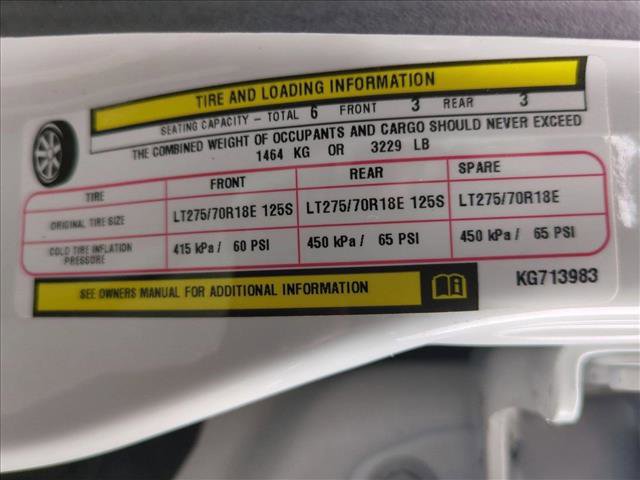 TIRE AND LOADING INFORMATION
SEATING CAPACITY - TOTAL 6 FRONT 3 REAR 3
THE COMBINED WEIGHT OF OCCUPANTS AND CARGO SHOULD NEVER EXCEED
1464 KG OR 3229 LB
TIRE FRONT REAR SPARE
ORIGINAL TIRE SIZE LT275/70R18E 125S LT275/70R18E 125S LT275/70R18E
COLD TIRE INFLATION PRESSURE 415 kPa / 60 PSI 450 kPa / 65 PSI 450 kPa / 65 PSI
SEE OWNERS MANUAL FOR ADDITIONAL INFORMATION
KG713983